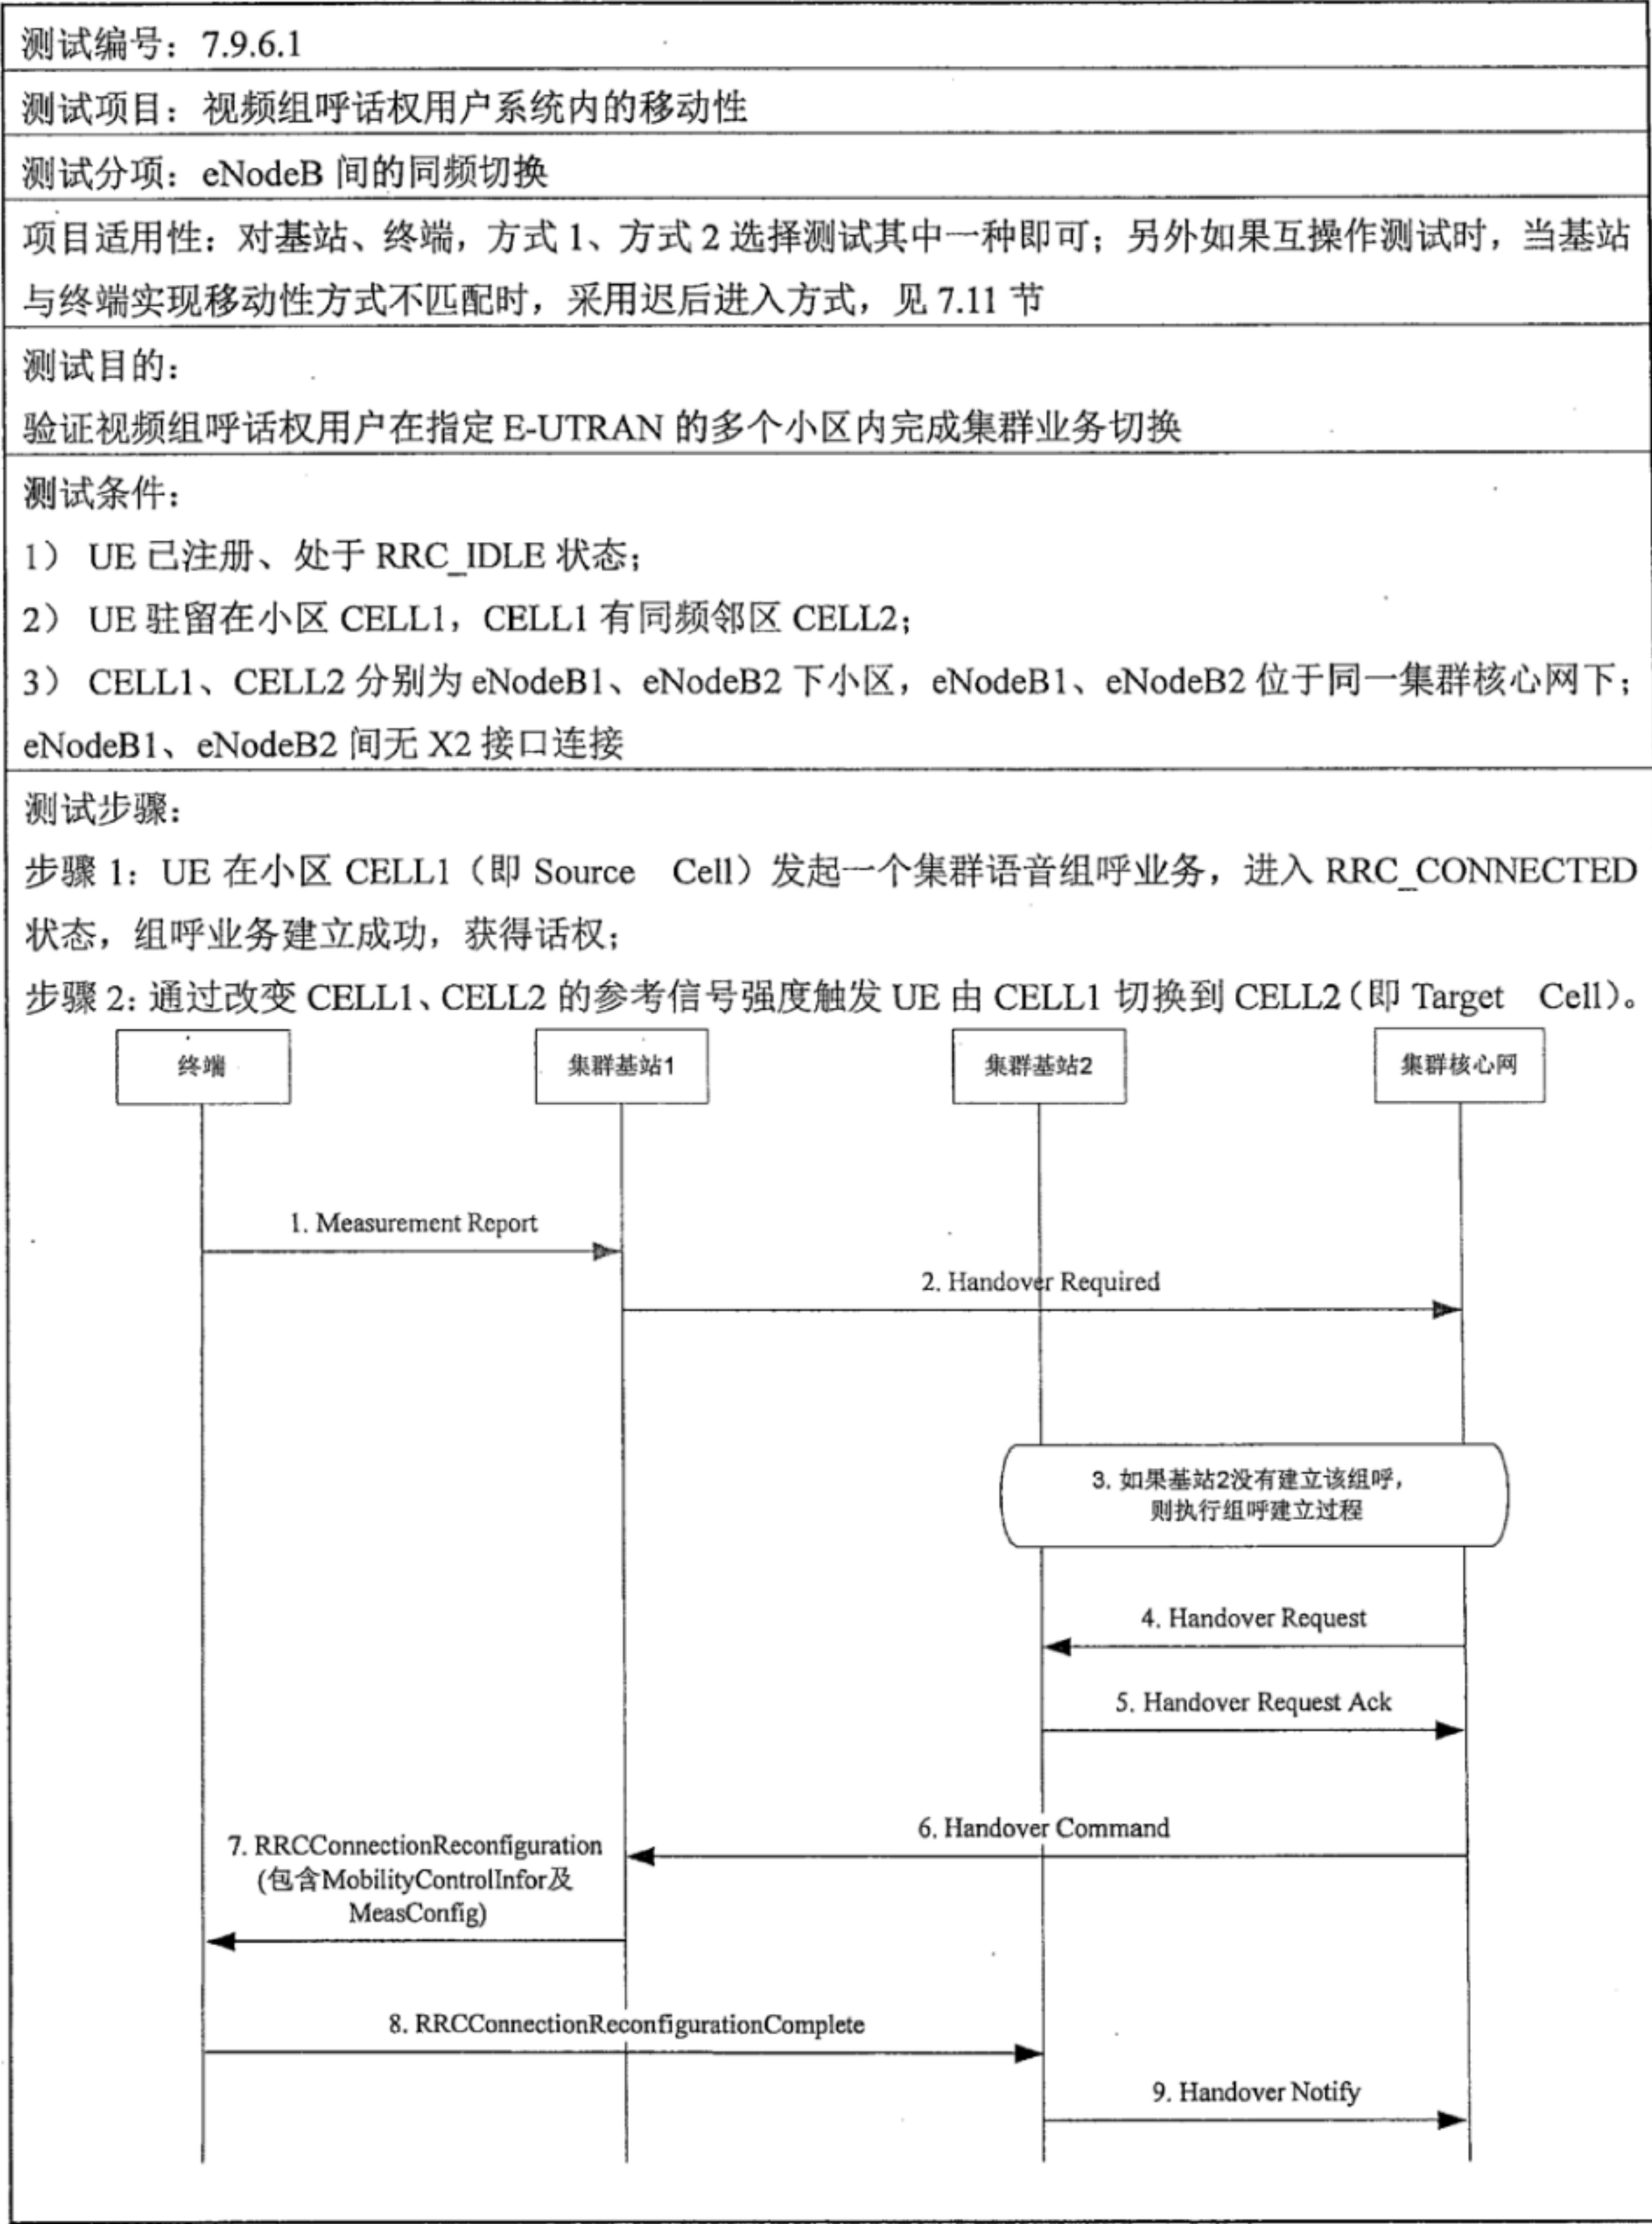 测试编号：7.9.6.1
测试项目：视频组呼话权用户系统内的移动性
测试分项：eNodeB 间的同频切换
项目适用性：对基站、终端，方式 1、方式 2 选择测试其中一种即可；另外如果互操作测试时，当基站
与终端实现移动性方式不匹配时，采用迟后进入方式，见 7.11 节
测试目的：
验证视频组呼话权用户在指定 E-UTRAN 的多个小区内完成集群业务切换
测试条件：
1） UE 已注册、处于 RRC_IDLE 状态；
2） UE 驻留在小区 CELL1，CELL1 有同频邻区 CELL2；
3） CELL1、CELL2 分别为 eNodeB1、eNodeB2 下小区，eNodeB1、eNodeB2 位于同一集群核心网下；
eNodeB1、eNodeB2 间无 X2 接口连接
测试步骤：
步骤 1：UE 在小区 CELL1（即 Source Cell）发起一个集群语音组呼业务，进入 RRC_CONNECTED
状态，组呼业务建立成功，获得话权；
步骤 2：通过改变 CELL1、CELL2 的参考信号强度触发 UE 由 CELL1 切换到 CELL2（即 Target Cell）。
终端
集群基站1
集群基站2
集群核心网
1. Measurement Report
2. Handover Required
3. 如果基站2没有建立该组呼，
则执行组呼建立过程
4. Handover Request
5. Handover Request Ack
6. Handover Command
7. RRCConnectionReconfiguration
(包含MobilityControlInfor及
MeasConfig)
8. RRCConnectionReconfigurationComplete
9. Handover Notify